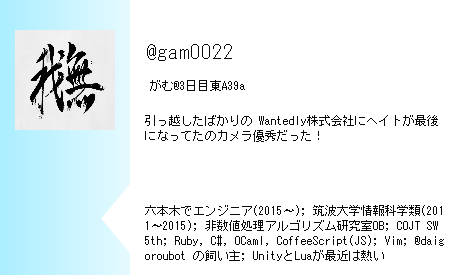 我無
@gam0022
がむ@3日目東A39a
引っ越したばかりの Wantedly株式会社にヘイトが最後
になってたのカメラ優秀だった！
六本木でエンジニア(2015〜); 筑波大学情報科学類(201
1〜2015); 非数値処理アルゴリズム研究室OB; COJT SW
5th; Ruby, C#, OCaml, CoffeeScript(JS); Vim; @daig
oroubot の飼い主; UnityとLuaが最近は熱い